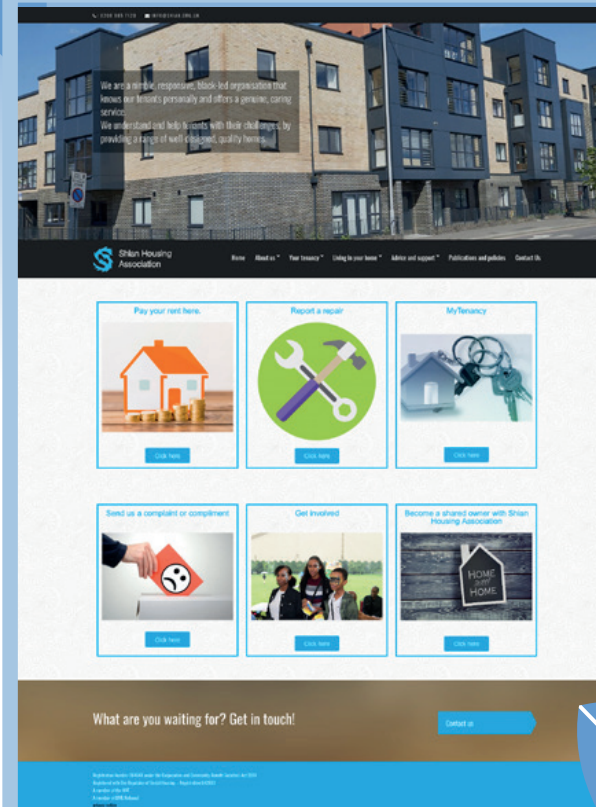 We are a nimble, responsive, black-led organisation that
knows our tenants personally and offers a genuine, caring
service.
We understand and help tenants with their challenges, by
providing a range of well-designed, quality homes.
Shian Housing
Association
Home About us Your tenancy Living in your home Advice and support Publications and policies Contact Us
Pay your rent here. Report a repair MyTenancy
Click here Click here Click here
Send us a complaint or compliment Get involved Become a shared owner with Shian
Housing Association
HOME
sweet
HOME
Click here Click here Click here
What are you waiting for? Get in touch!
Contact us